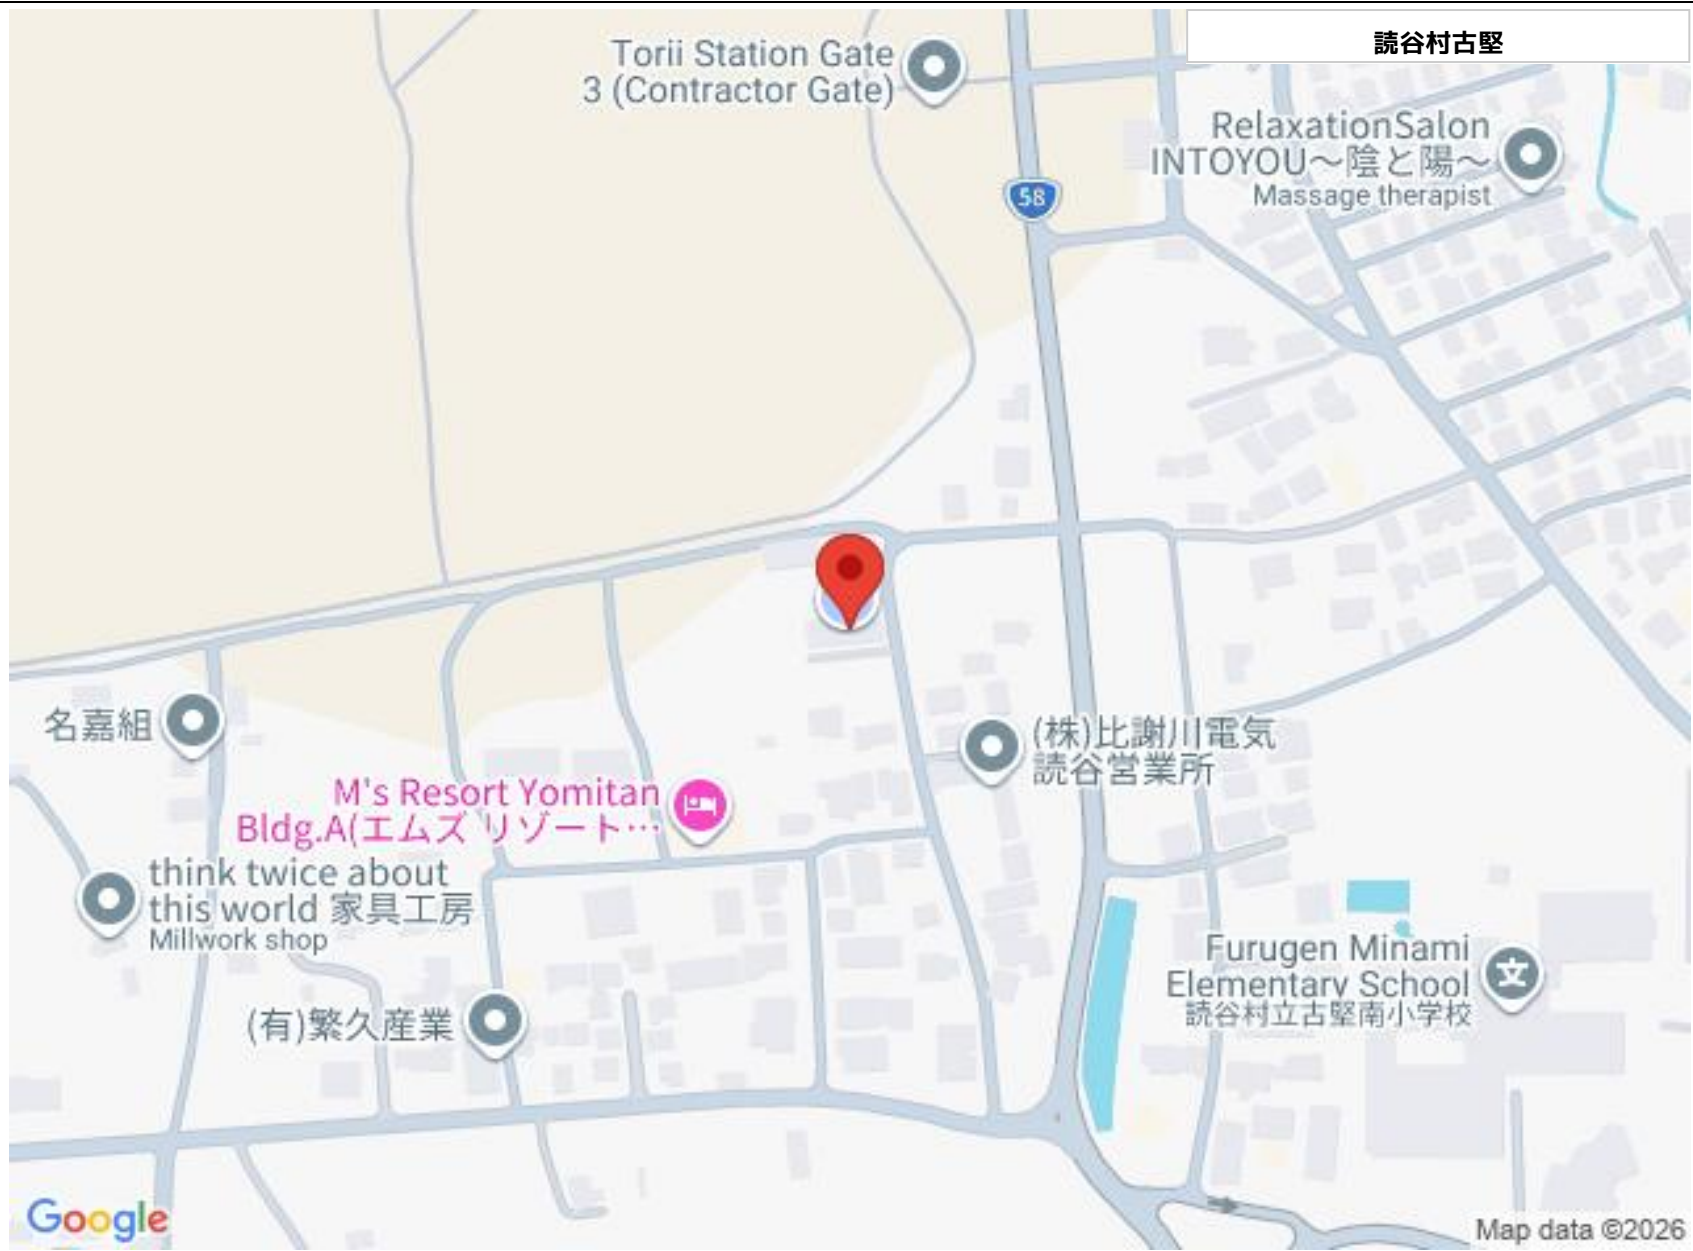 読谷村古堅
Torii Station Gate
3 (Contractor Gate)
RelaxationSalon
INTOYOU～陰と陽～
Massage therapist
58
名嘉組
(株)比謝川電気
読谷営業所
M's Resort Yomitan
Bldg.A(エムズ リゾート…
think twice about
this world 家具工房
Millwork shop
Furugen Minami
Elementary School
読谷村立古堅南小学校
文
(有)繁久産業
Google
Map data ©2026